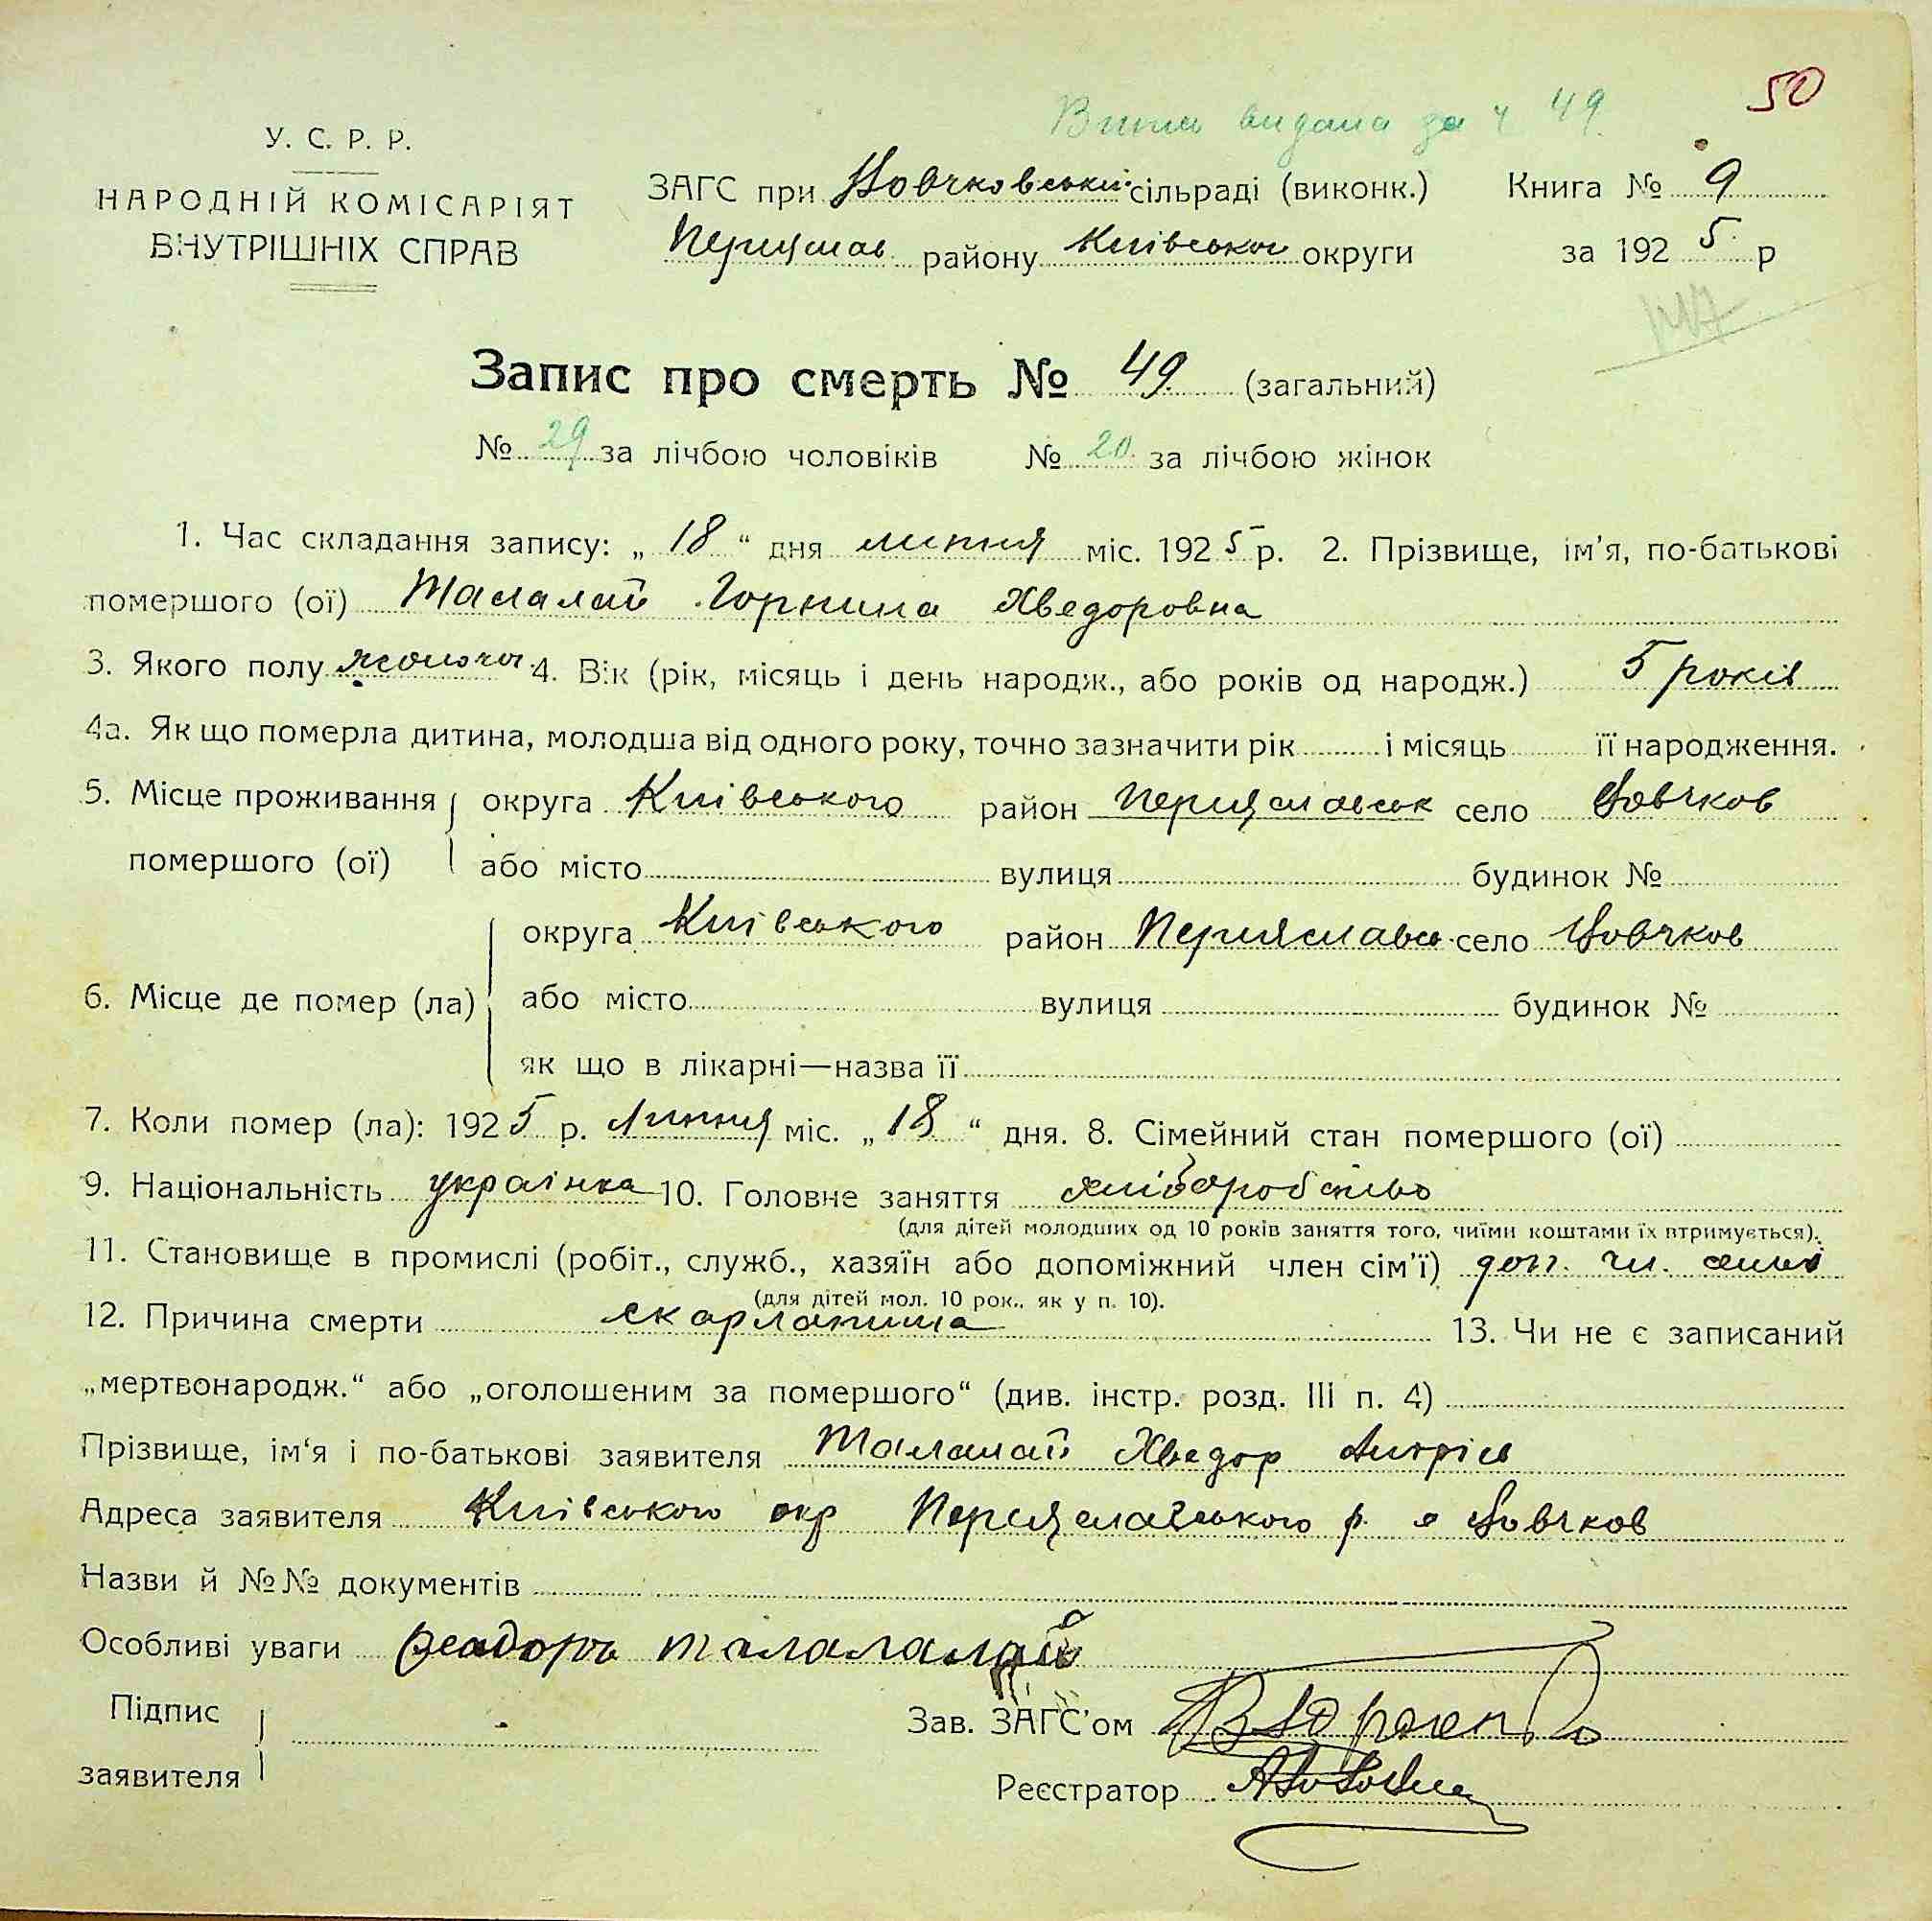 50
видана за ч 49
У. С. Р. Р.
НАРОДНІЙ КОМІСАРІЯТ
ВНУТРІШНІХ СПРАВ
ЗАГС при Вовчковській сільраді (виконк.) Книга № 9
Переяслав. району Київської округи за 192 5 р
Запис про смерть № 49 (загальний)
№ 29 за лічбою чоловіків № 20 за лічбою жінок
1. Час складання запису: „ 18 “ дня липня міс. 192 5 р. 2. Прізвище, ім'я, по-батькові
помершого (ої) Талалай Горпина Хведоровна
3. Якого полу жоноча 4. Вік (рік, місяць і день народж., або років од народж.) 5 років
4а. Як що померла дитина, молодша від одного року, точно зазначити рік і місяць її народження.
5. Місце проживання округа Київського район Переяславськ село Вовчков
помершого (ої) або місто вулиця будинок №
округа Київського район Переяславсь село Вовчков
6. Місце де помер (ла) або місто вулиця будинок №
як що в лікарні—назва її
7. Коли помер (ла): 192 5 р. Липня міс. „ 18 “ дня. 8. Сімейний стан помершого (ої)
9. Національність українка 10. Головне заняття хліборобство
(для дітей молодших од 10 років заняття того, чиїми коштами їх втримується).
11. Становище в промислі (робіт., служб., хазяїн або допоміжний член сім'ї) доп. чл. семьі
(для дітей мол. 10 рок., як у п. 10).
12. Причина смерти скарлатина 13. Чи не є записаний
„мертвонародж.“ або „оголошеним за помершого“ (див. інстр. розд. III п. 4)
Прізвище, ім'я і по-батькові заявителя Талалай Хведор
Адреса заявителя Київського окр Переяславського р. с Вовчков
Назви й №№ документів
Особливі уваги Феадоръ талалалай
Підпис
заявителя
Зав. ЗАГС'ом
Реєстратор